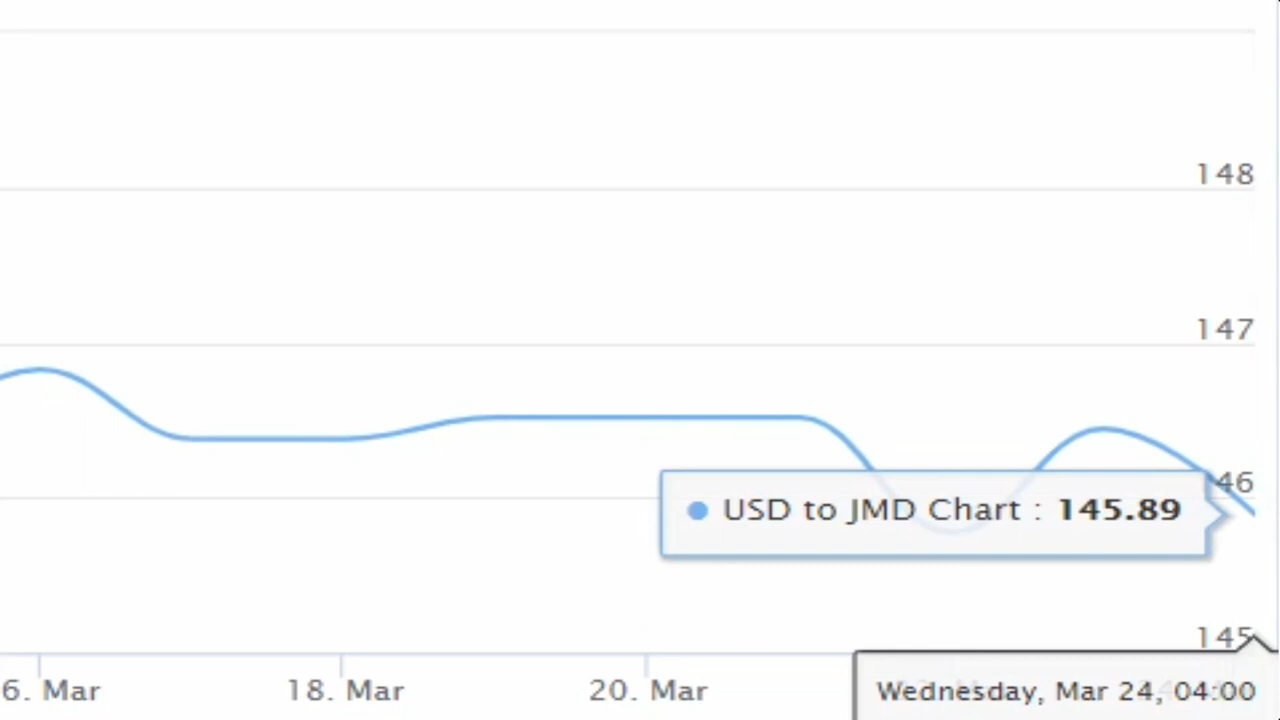 148
147
46
USD to JMD Chart : 145.89
145
6. Mar
18. Mar
20. Mar
Wednesday, Mar 24, 04:00